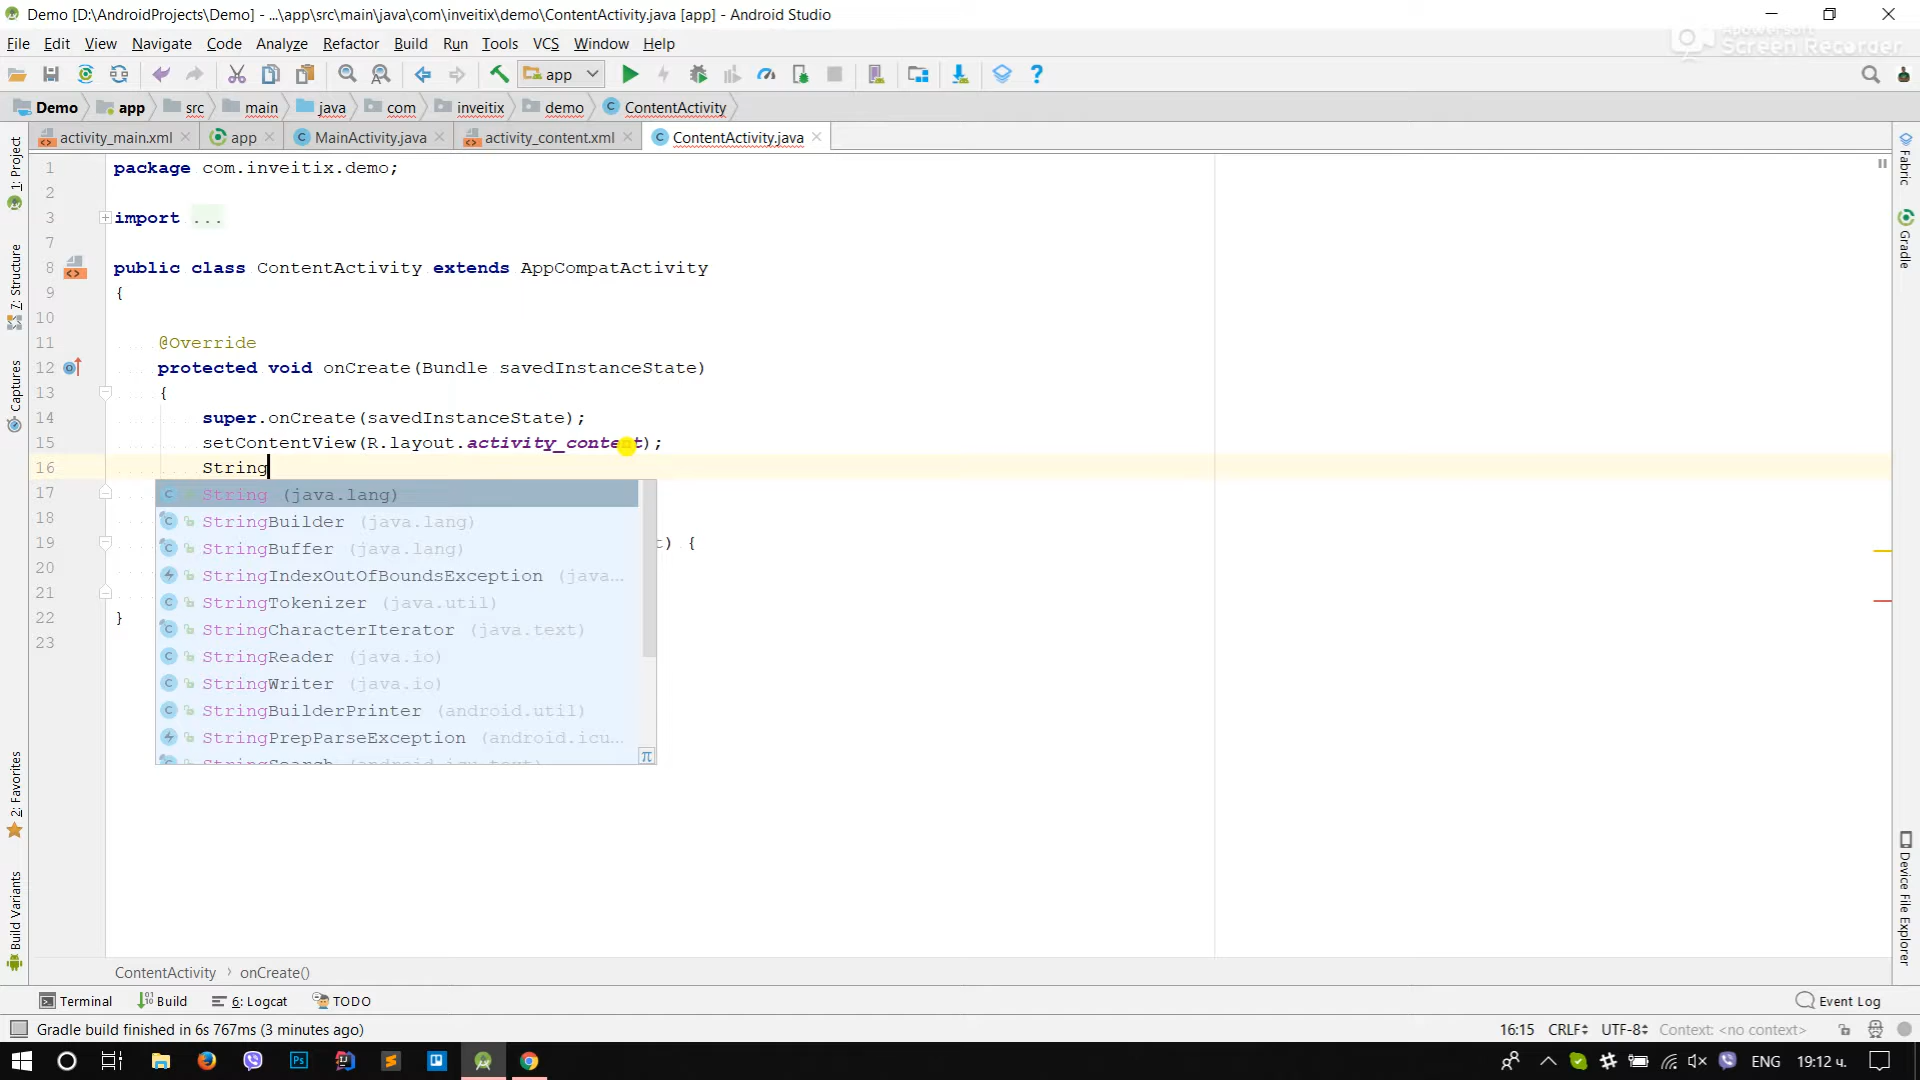 Demo [D:\AndroidProjects\Demo] - ...\app\src\main\java\com\inveitix\demo\ContentActivity.java [app] - Android Studio
Apowersoft
Screen Recorder
File Edit View Navigate Code Analyze Refactor Build Run Tools VCS Window Help
app
Demo app src main java com inveitix demo ContentActivity
activity_main.xml app MainActivity.java activity_content.xml ContentActivity.java
1 package com.inveitix.demo;
2
3 import ...
7
8 public class ContentActivity extends AppCompatActivity
9 {
10
11 @Override
12 protected void onCreate(Bundle savedInstanceState)
13 {
14 super.onCreate(savedInstanceState);
15 setContentView(R.layout.activity_content);
16 String
17 String (java.lang)
18 StringBuilder (java.lang)
19 StringBuffer (java.lang) ) {
20 StringIndexOutOfBoundsException (java...
21 StringTokenizer (java.util)
22 } StringCharacterIterator (java.text)
23 StringReader (java.io)
StringWriter (java.io)
StringBuilderPrinter (android.util)
StringPrepParseException (android.icu...
StringSearch (android.icu.text)
π
1: Project
7: Structure
Captures
2: Favorites
Build Variants
Fabric
Gradle
Device File Explorer
ContentActivity › onCreate()
Terminal Build 6: Logcat TODO Event Log
Gradle build finished in 6s 767ms (3 minutes ago) 16:15 CRLF UTF-8 Context: <no context>
Ps ENG 19:12 ч.